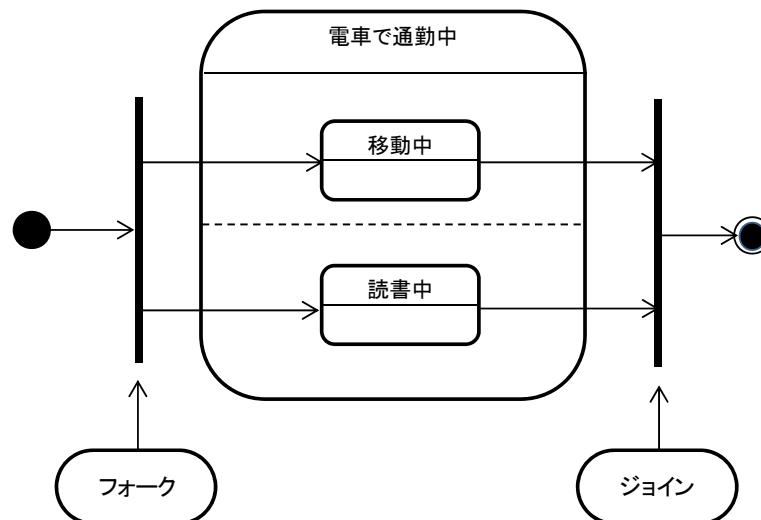 電車で通勤中
移動中
読書中
フォーク
ジョイン